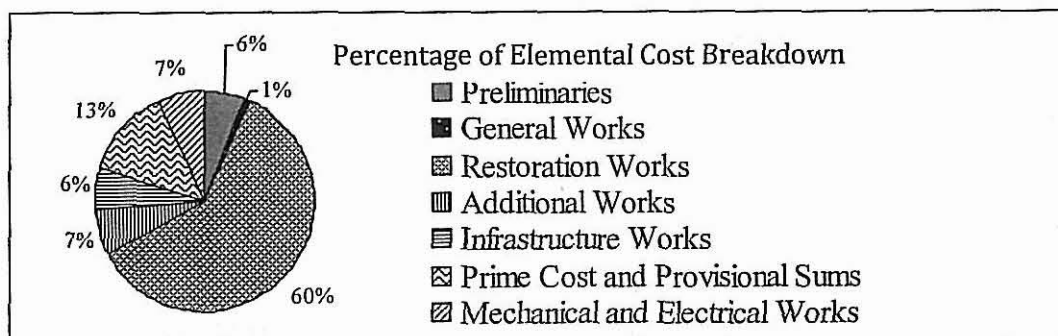 Percentage of Elemental Cost Breakdown
6%
1%
7%
13%
6%
7%
60%
Preliminaries
General Works
Restoration Works
Additional Works
Infrastructure Works
Prime Cost and Provisional Sums
Mechanical and Electrical Works